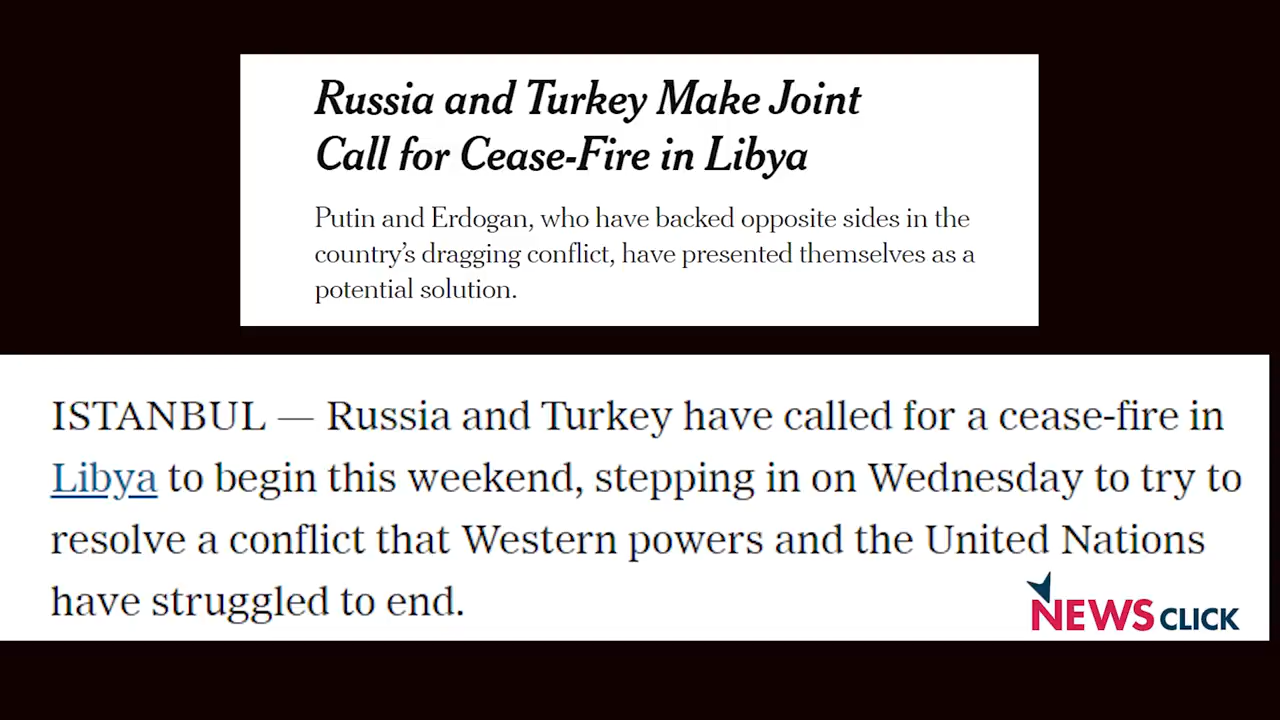 Russia and Turkey Make Joint
Call for Cease-Fire in Libya
Putin and Erdogan, who have backed opposite sides in the
country’s dragging conflict, have presented themselves as a
potential solution.
ISTANBUL — Russia and Turkey have called for a cease-fire in
Libya to begin this weekend, stepping in on Wednesday to try to
resolve a conflict that Western powers and the United Nations
have struggled to end.
NEWSCLICK